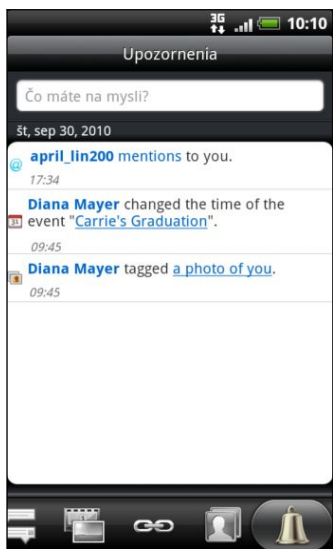 3G 10:10
Upozornenia
Čo máte na mysli?
št, sep 30, 2010
april_lin200 mentions to you.
17:34
Diana Mayer changed the time of the
31
event "Carrie's Graduation".
09:45
Diana Mayer tagged a photo of you.
09:45